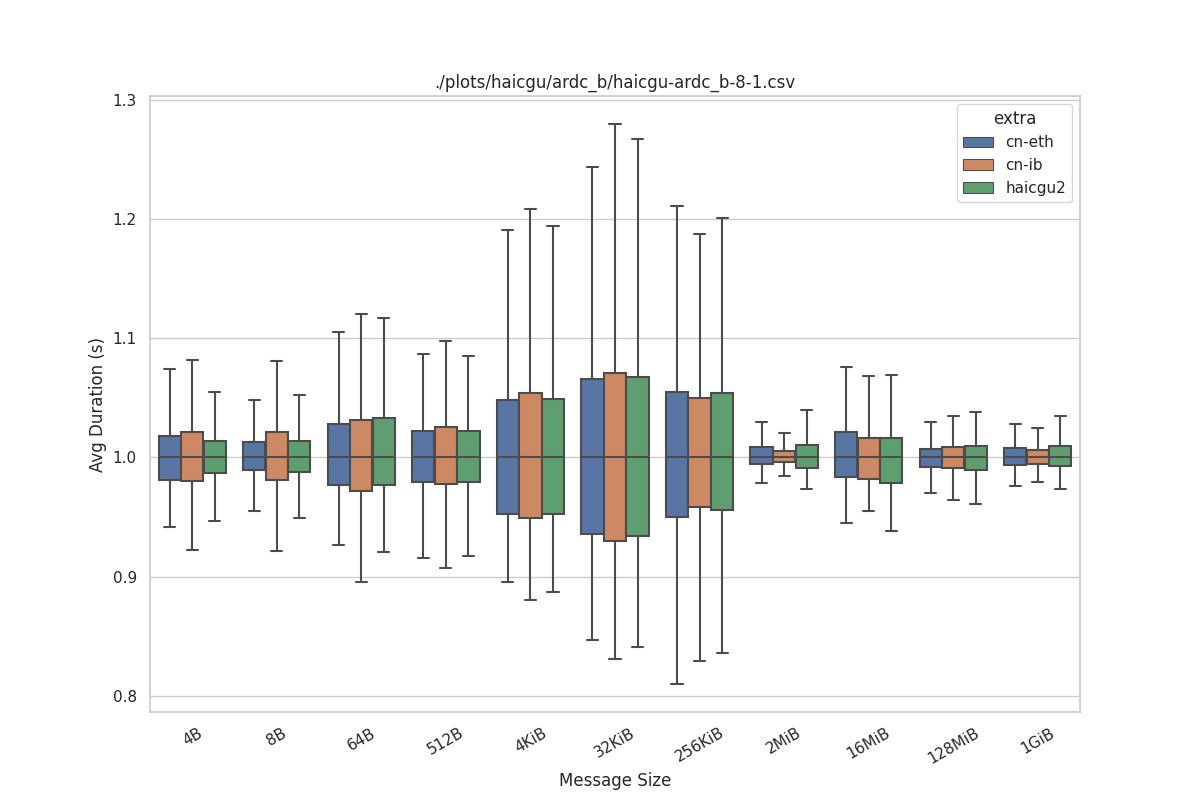 ./plots/haicgu/ardc_b/haicgu-ardc_b-8-1.csv
extra
cn-eth
cn-ib
haicgu2
Avg Duration (s)
1.3
1.2
1.1
1.0
0.9
0.8
4B
8B
64B
512B
4KiB
32KiB
256KiB
2MiB
16MiB
128MiB
1GiB
Message Size